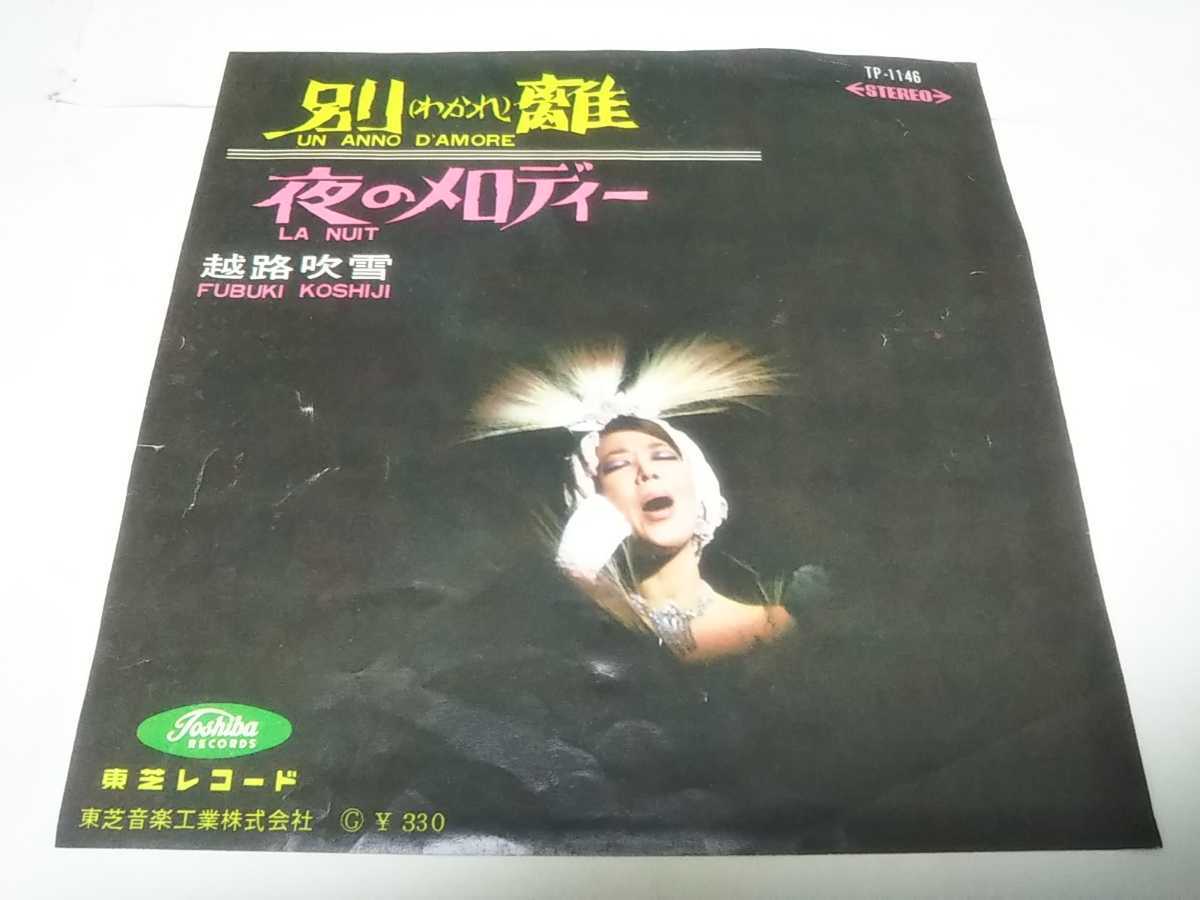 TP-1146
STEREO
別(わかれ)離
UN ANNO D'AMORE
夜のメロディー
LA NUIT
越路吹雪
FUBUKI KOSHIJI
Toshiba
RECORDS
東芝レコード
東芝音楽工業株式会社 Ⓖ ¥ 330